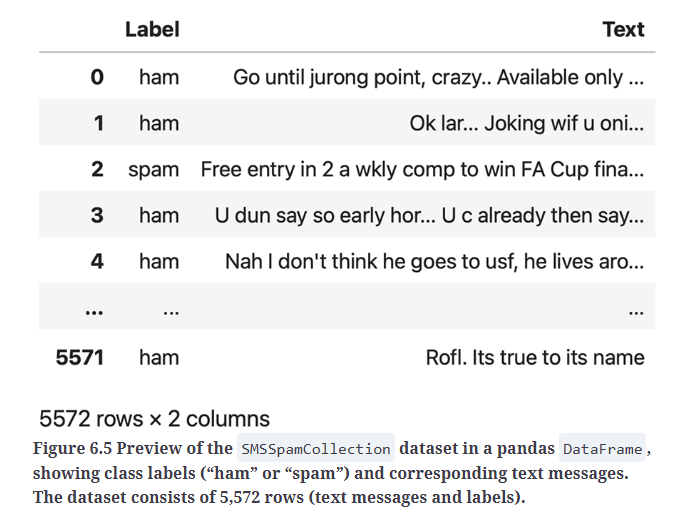 Label Text
0 ham Go until jurong point, crazy.. Available only ...
1 ham Ok lar... Joking wif u oni...
2 spam Free entry in 2 a wkly comp to win FA Cup fina...
3 ham U dun say so early hor... U c already then say...
4 ham Nah I don't think he goes to usf, he lives aro...
... ... ...
5571 ham Rofl. Its true to its name
5572 rows × 2 columns
Figure 6.5 Preview of the SMSSpamCollection dataset in a pandas DataFrame,
showing class labels (“ham” or “spam”) and corresponding text messages.
The dataset consists of 5,572 rows (text messages and labels).